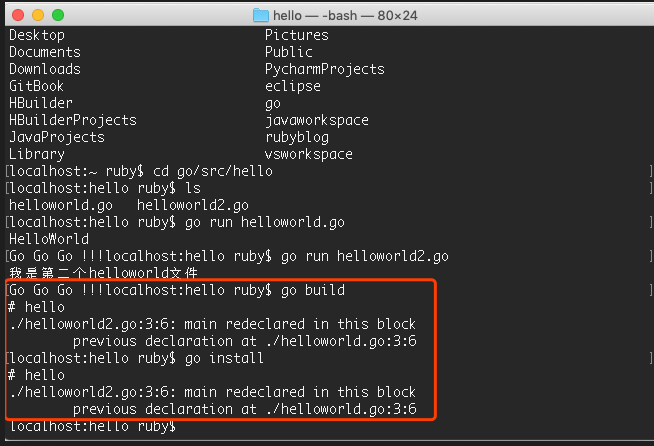 hello — -bash — 80×24
Desktop Pictures
Documents Public
Downloads PycharmProjects
GitBook eclipse
HBuilder go
HBuilderProjects javaworkspace
JavaProjects rubyblog
Library vsworkspace
[localhost:~ ruby$ cd go/src/hello ]
[localhost:hello ruby$ ls ]
helloworld.go helloworld2.go
[localhost:hello ruby$ go run helloworld.go ]
HelloWorld
[Go Go Go !!!localhost:hello ruby$ go run helloworld2.go ]
我是第二个helloworld文件
[Go Go Go !!!localhost:hello ruby$ go build ]
# hello
./helloworld2.go:3:6: main redeclared in this block
previous declaration at ./helloworld.go:3:6
[localhost:hello ruby$ go install ]
# hello
./helloworld2.go:3:6: main redeclared in this block
previous declaration at ./helloworld.go:3:6
localhost:hello ruby$